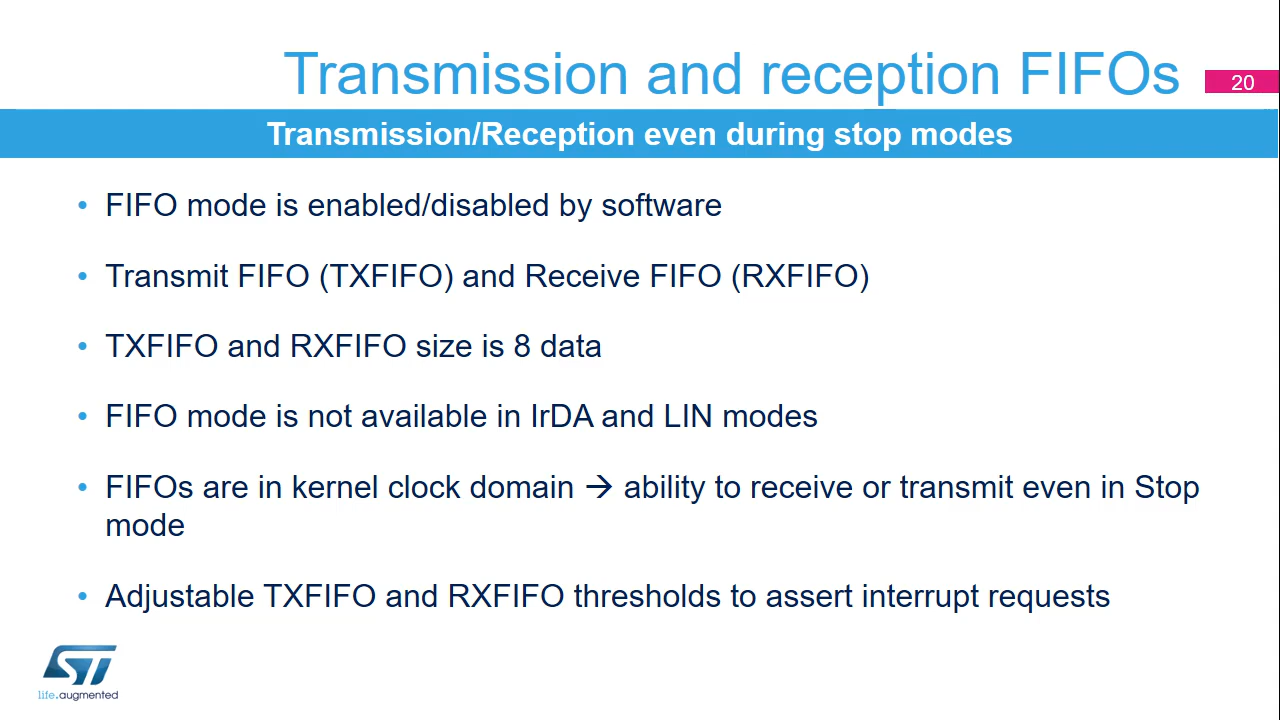 Transmission and reception FIFOs
20
Transmission/Reception even during stop modes
• FIFO mode is enabled/disabled by software
• Transmit FIFO (TXFIFO) and Receive FIFO (RXFIFO)
• TXFIFO and RXFIFO size is 8 data
• FIFO mode is not available in IrDA and LIN modes
• FIFOs are in kernel clock domain → ability to receive or transmit even in Stop
mode
• Adjustable TXFIFO and RXFIFO thresholds to assert interrupt requests
ST
life.augmented